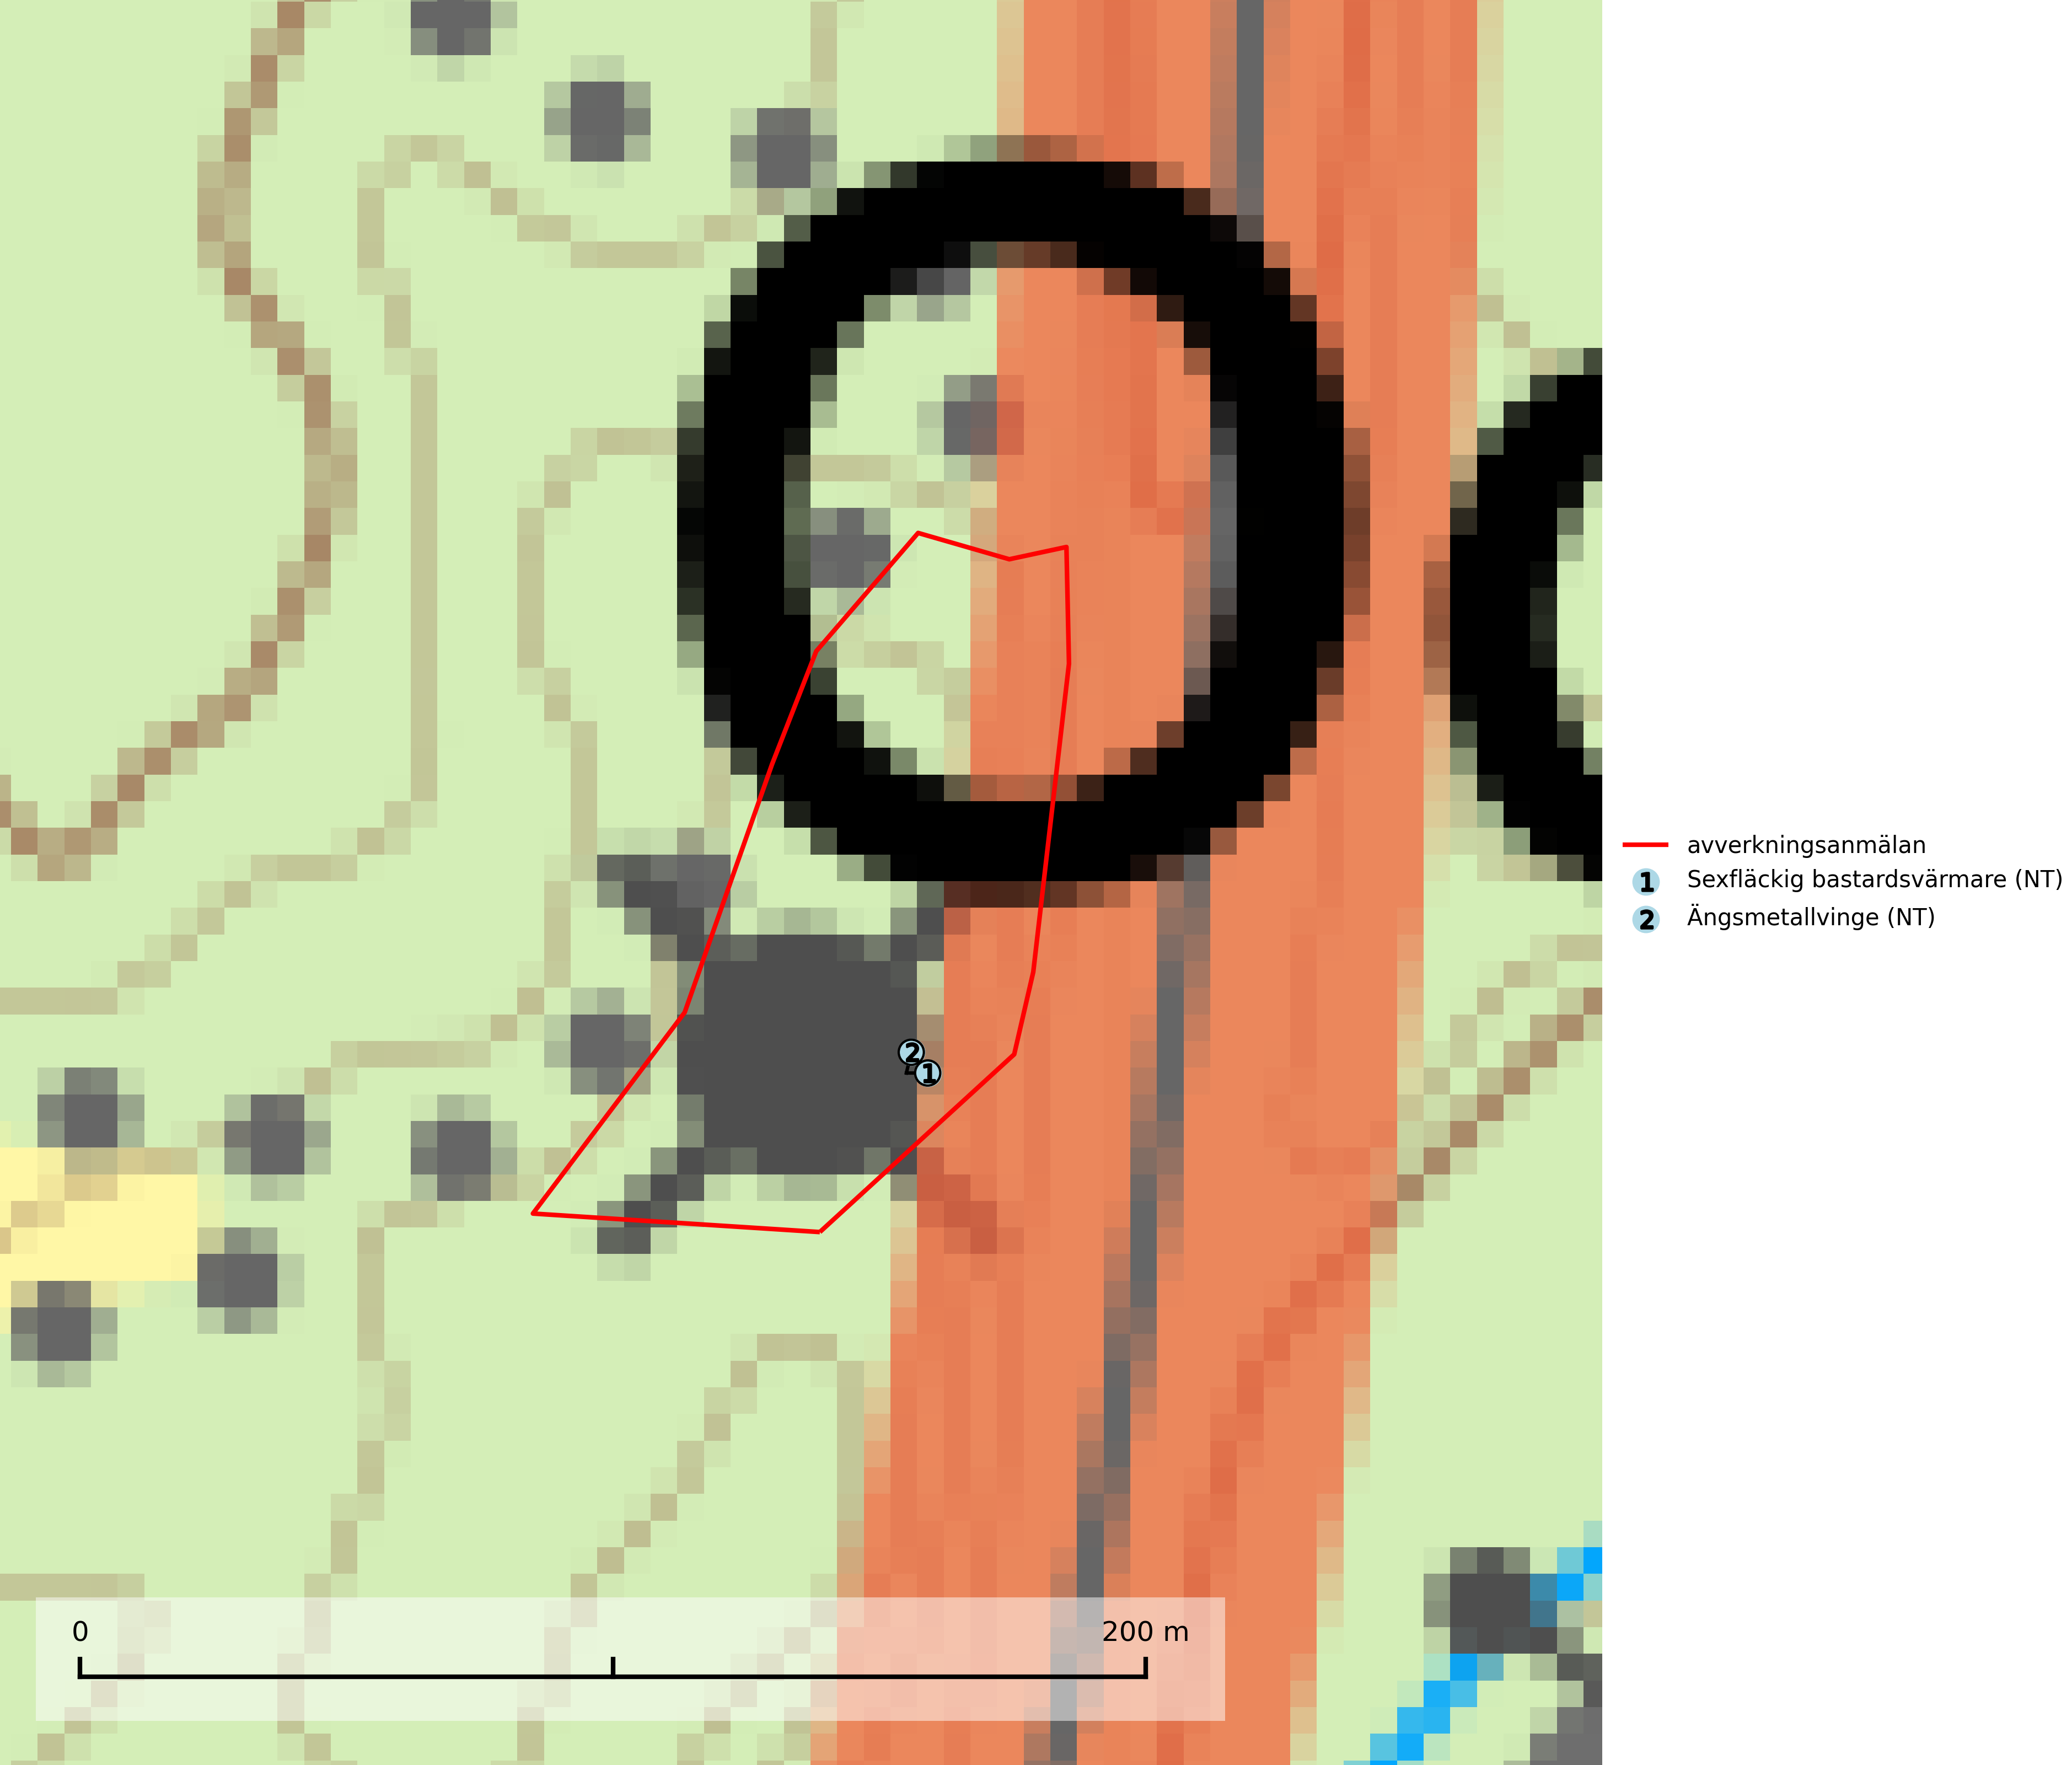 avverkningsanmälan
1 Sexfläckig bastardsvärmare (NT)
2 Ängsmetallvinge (NT)
2
1
0 200 m